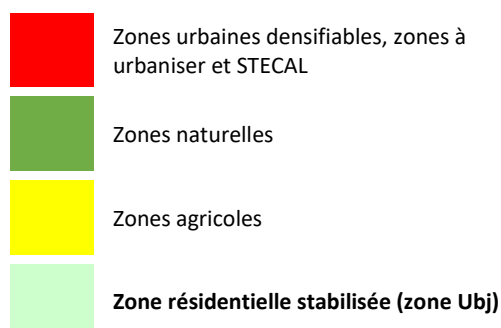 Zones urbaines densifiables, zones à
urbaniser et STECAL
Zones naturelles
Zones agricoles
Zone résidentielle stabilisée (zone Ubj)